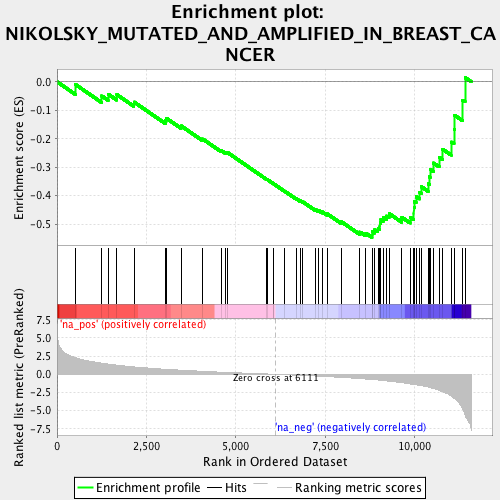 Enrichment plot:
NIKOLSKY_MUTATED_AND_AMPLIFIED_IN_BREAST_CA
NCER
Enrichment score (ES)
0.0
-0.1
-0.2
-0.3
-0.4
-0.5
Ranked list metric (PreRanked)
7.5
5.0
2.5
0.0
-2.5
-5.0
-7.5
'na_pos' (positively correlated)
Zero cross at 6111
'na_neg' (negatively correlated)
0
2,500
5,000
7,500
10,000
Rank in Ordered Dataset
Enrichment profile
Hits
Ranking metric scores